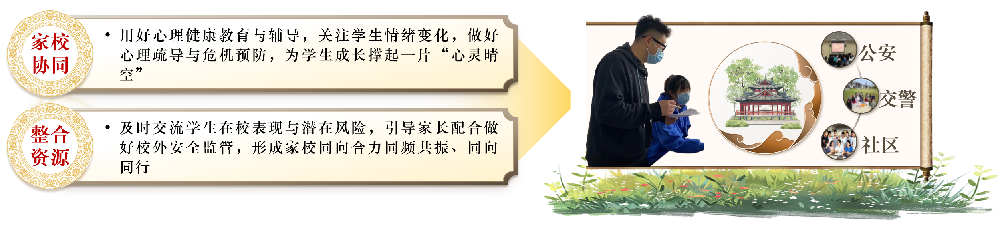 家校
协同
• 用好心理健康教育与辅导，关注学生情绪变化，做好
心理疏导与危机预防，为学生成长撑起一片“心灵晴
空”
整合
资源
• 及时交流学生在校表现与潜在风险，引导家长配合做
好校外安全监管，形成家校同向合力同频共振、同向
同行
公安
交警
社区